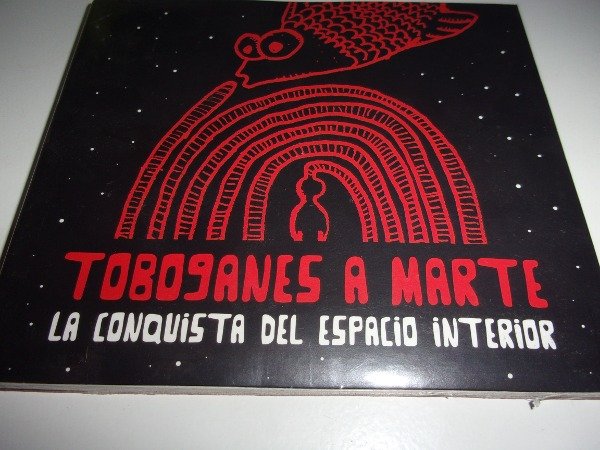 TOBOGANES A MARTE
LA CONQUISTA DEL ESPACIO INTERIOR